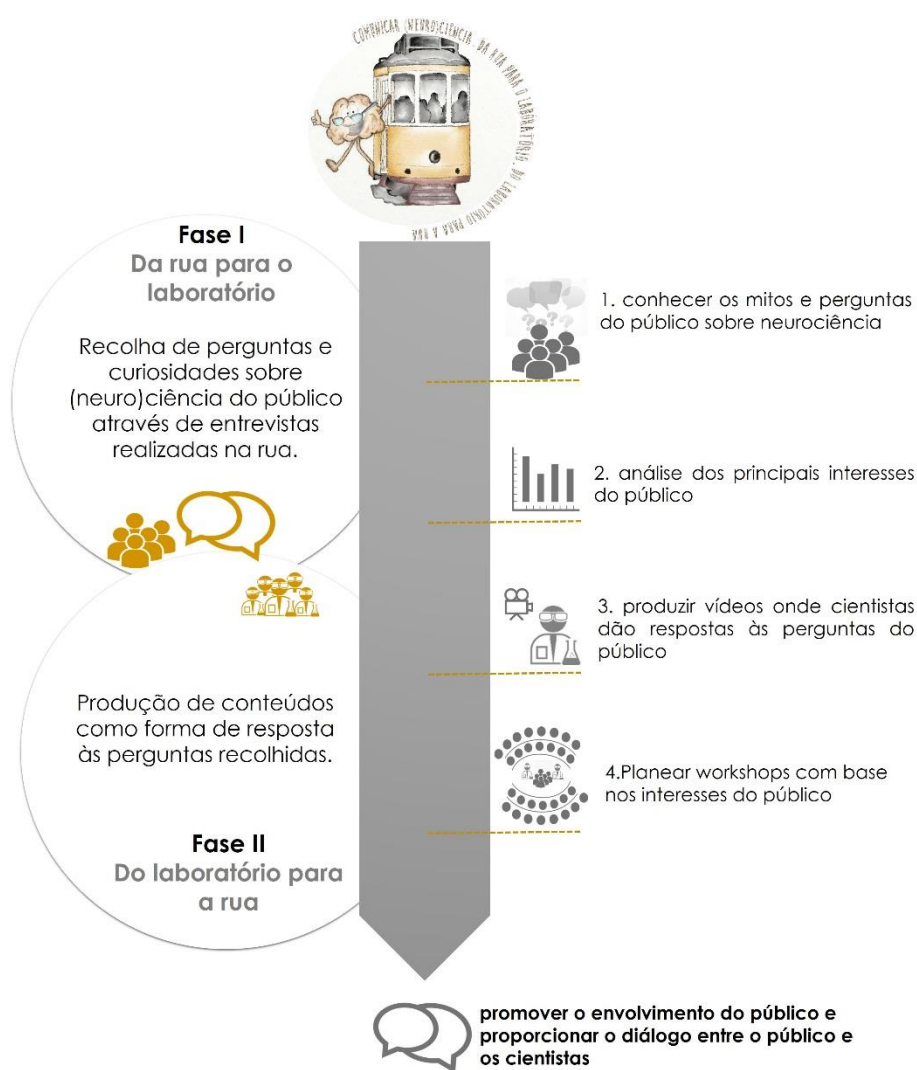 COMUNICAR (NEURO)CIÊNCIA: DA RUA PARA O LABORATÓRIO, DO LABORATÓRIO PARA A RUA
Fase I
Da rua para o
laboratório
Recolha de perguntas e
curiosidades sobre
(neuro)ciência do público
através de entrevistas
realizadas na rua.
1. conhecer os mitos e perguntas
do público sobre neurociência
2. análise dos principais interesses
do público
3. produzir vídeos onde cientistas
dão respostas às perguntas do
público
Produção de conteúdos
como forma de resposta
às perguntas recolhidas.
4.Planear workshops com base
nos interesses do público
Fase II
Do laboratório para
a rua
promover o envolvimento do público e
proporcionar o diálogo entre o público e
os cientistas